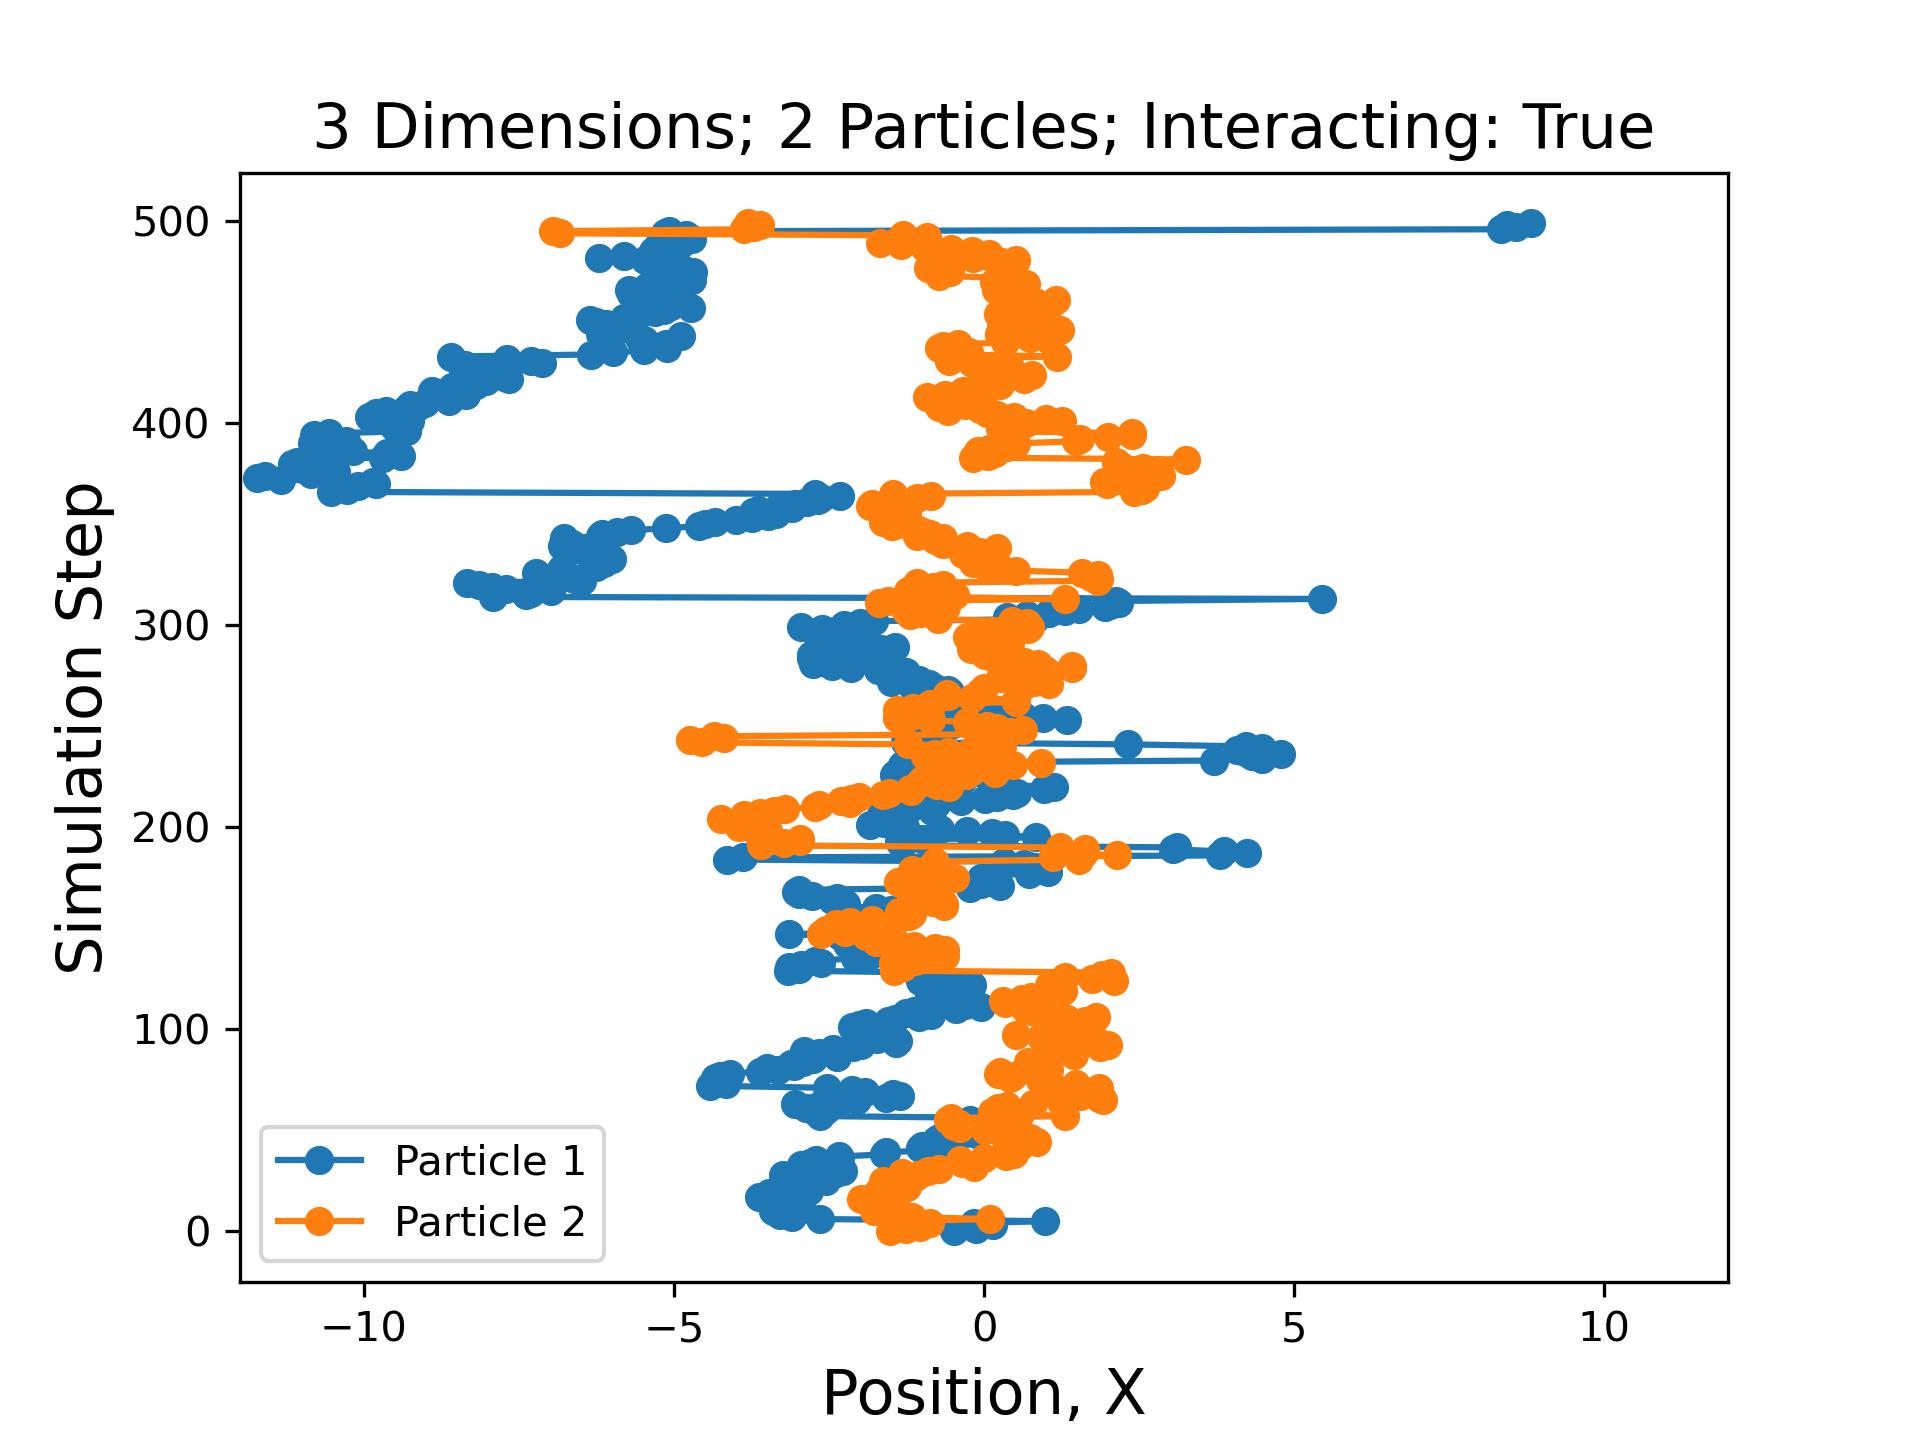 3 Dimensions; 2 Particles; Interacting: True
500
400
300
200
100
0
Simulation Step
Particle 1
Particle 2
−10
−5
0
5
10
Position, X